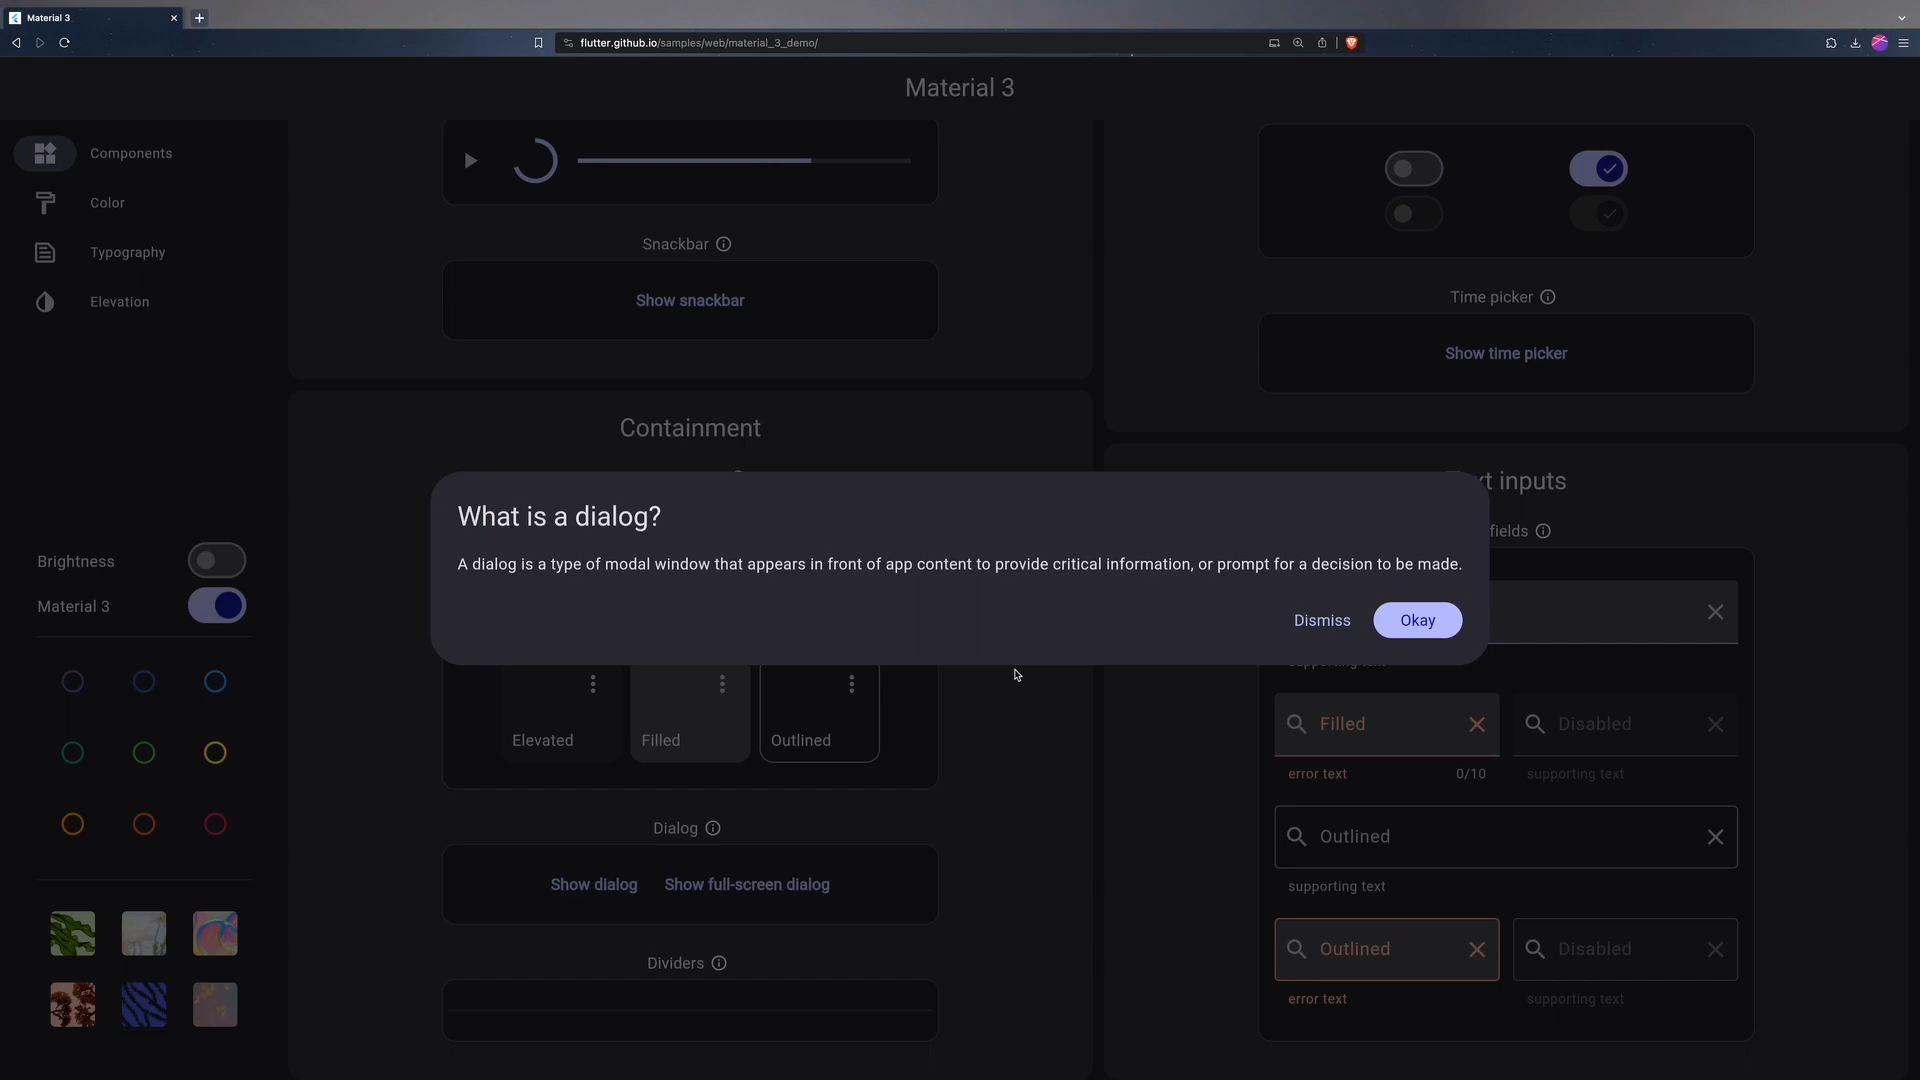 Material 3
flutter.github.io/samples/web/material_3_demo/
Material 3
Components
Color
Typography
Elevation
Brightness
Material 3
Snackbar
Show snackbar
Containment
Time picker
Show time picker
What is a dialog?
A dialog is a type of modal window that appears in front of app content to provide critical information, or prompt for a decision to be made.
Dismiss
Okay
Elevated
Filled
Outlined
Dialog
Show dialog
Show full-screen dialog
Dividers
inputs
fields
Filled
Disabled
error text
0/10
supporting text
Outlined
supporting text
Outlined
Disabled
error text
supporting text